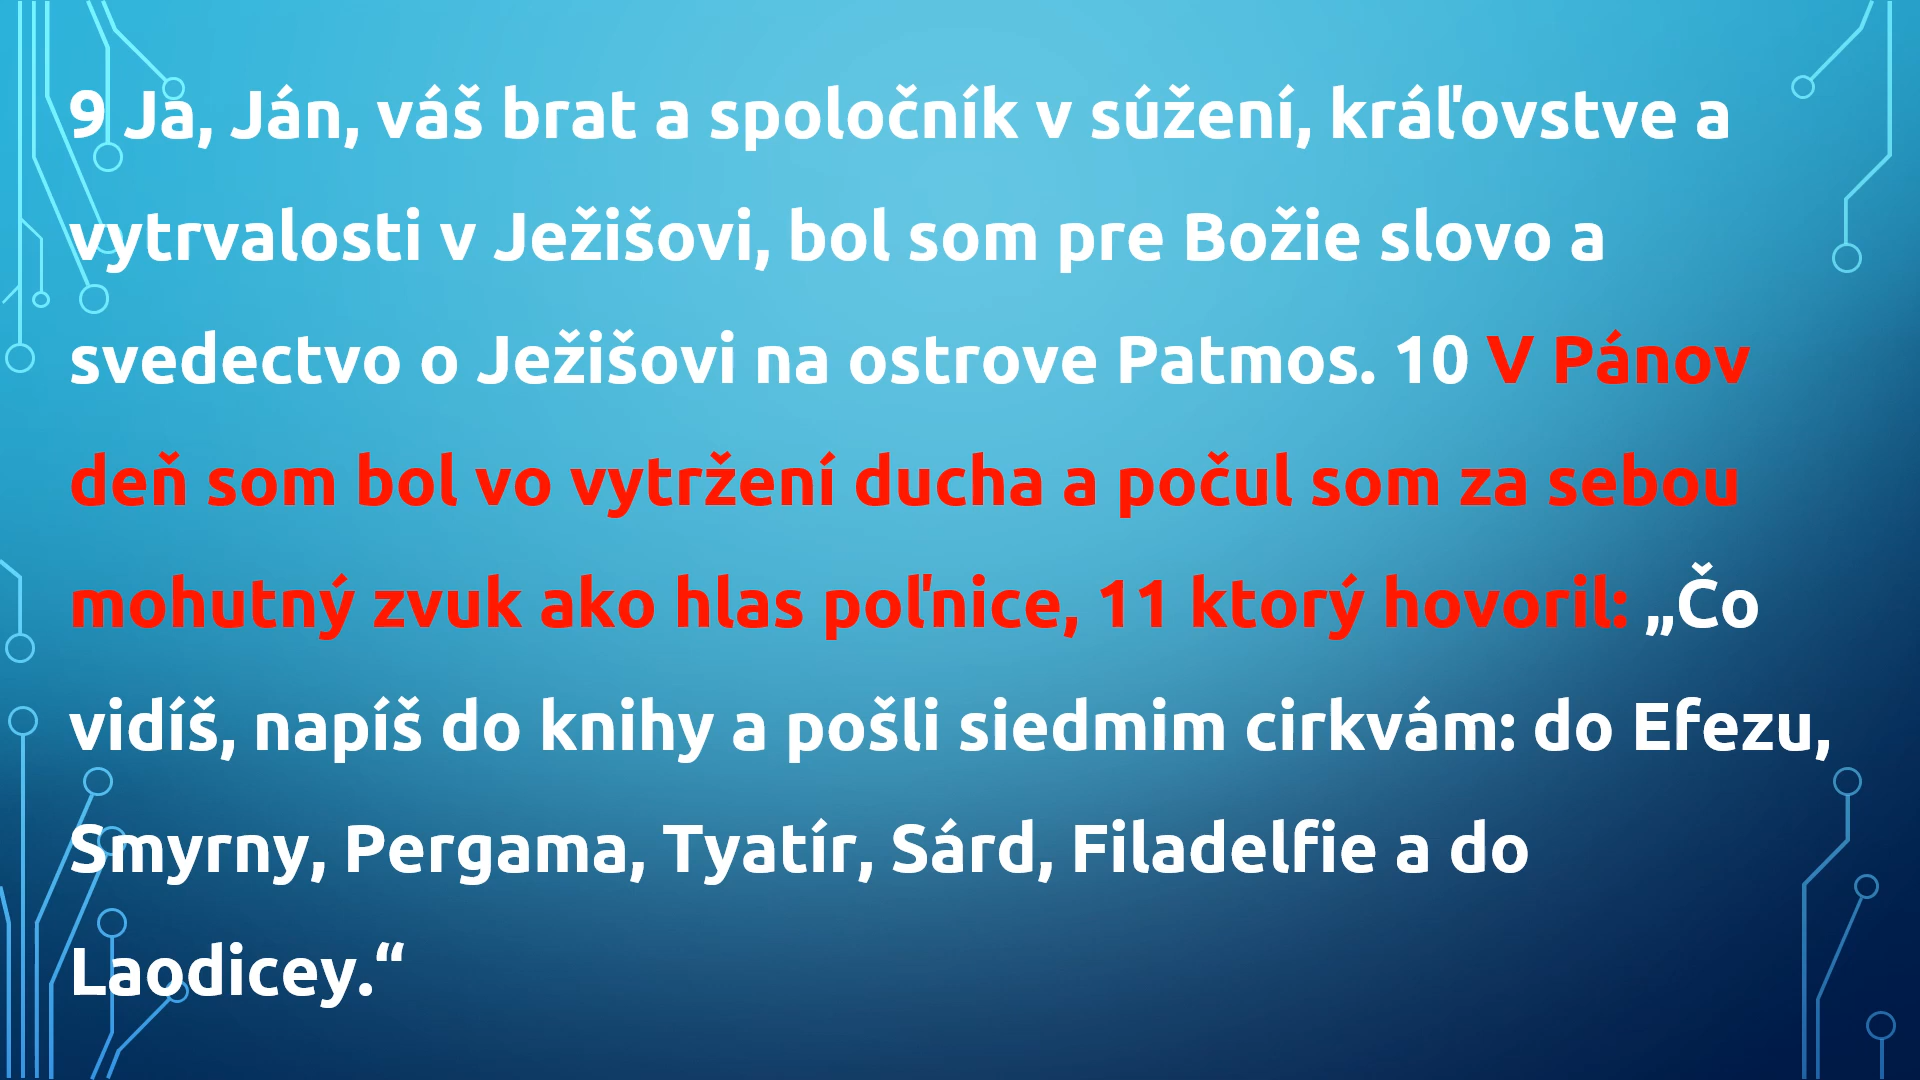 9 Ja, Ján, váš brat a spoločník v súžení, kráľovstve a
vytrvalosti v Ježišovi, bol som pre Božie slovo a
svedectvo o Ježišovi na ostrove Patmos. 10 V Pánov
deň som bol vo vytržení ducha a počul som za sebou
mohutný zvuk ako hlas poľnice, 11 ktorý hovoril: „Čo
vidíš, napíš do knihy a pošli siedmim cirkvám: do Efezu,
Smyrny, Pergama, Tyatír, Sárd, Filadelfie a do
Laodicey.“